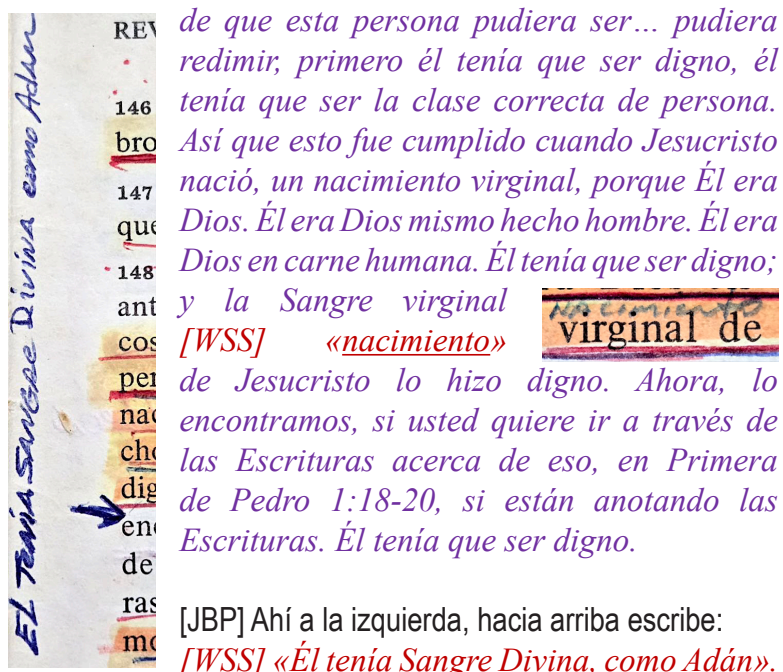 EL TENÍA SANGRE DIVINA como Adán
REV
146
bro
147
que
148
ant
cos
per
nac
cho
dig
enc
de
ras
mo
de que esta persona pudiera ser… pudiera
redimir, primero él tenía que ser digno, él
tenía que ser la clase correcta de persona.
Así que esto fue cumplido cuando Jesucristo
nació, un nacimiento virginal, porque Él era
Dios. Él era Dios mismo hecho hombre. Él era
Dios en carne humana. Él tenía que ser digno;
y la Sangre virginal
[WSS] «nacimiento»
NACIMIENTO
virginal de
de Jesucristo lo hizo digno. Ahora, lo
encontramos, si usted quiere ir a través de
las Escrituras acerca de eso, en Primera
de Pedro 1:18-20, si están anotando las
Escrituras. Él tenía que ser digno.
[JBP] Ahí a la izquierda, hacia arriba escribe:
[WSS] «Él tenía Sangre Divina, como Adán».